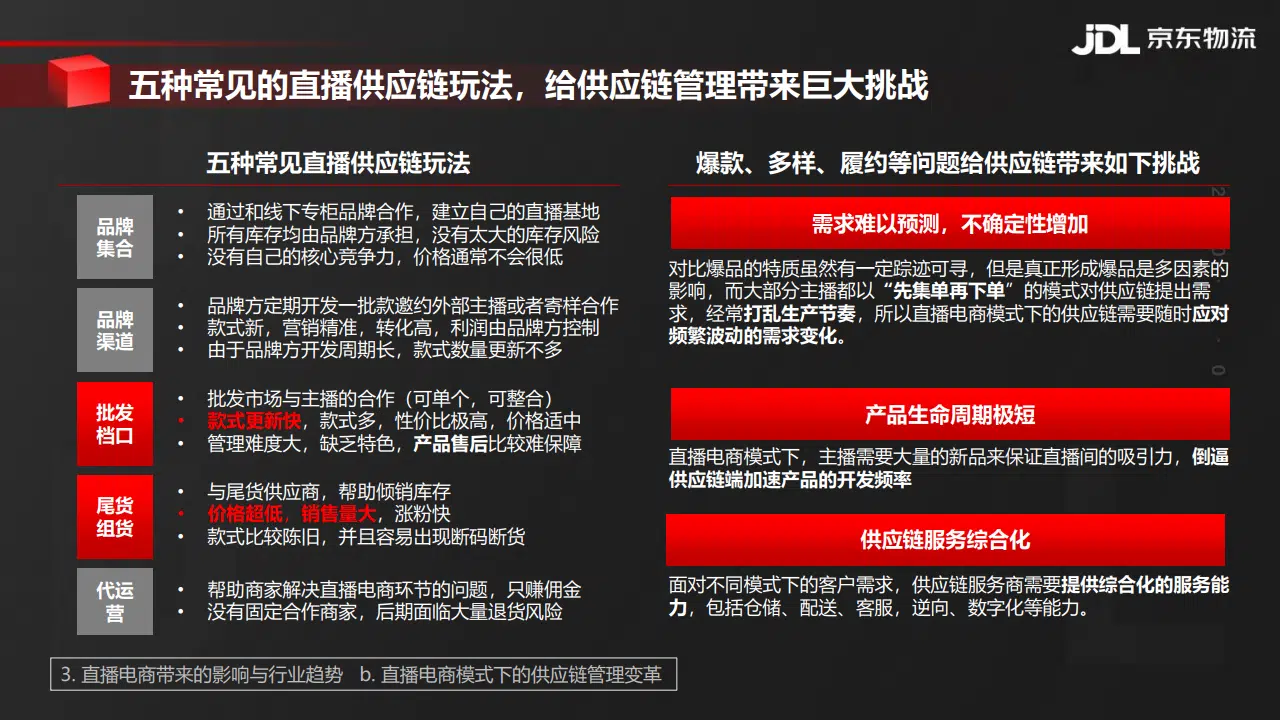 JDL 京东物流
五种常见的直播供应链玩法，给供应链管理带来巨大挑战
五种常见直播供应链玩法
品牌
集合
• 通过和线下专柜品牌合作，建立自己的直播基地
• 所有库存均由品牌方承担，没有太大的库存风险
• 没有自己的核心竞争力，价格通常不会很低
品牌
渠道
• 品牌方定期开发一批款邀约外部主播或者寄样合作
• 款式新，营销精准，转化高，利润由品牌方控制
• 由于品牌方开发周期长，款式数量更新不多
批发
档口
• 批发市场与主播的合作（可单个，可整合）
• 款式更新快，款式多，性价比极高，价格适中
• 管理难度大，缺乏特色，产品售后比较难保障
尾货
组货
• 与尾货供应商，帮助倾销库存
• 价格超低，销售量大，涨粉快
• 款式比较陈旧，并且容易出现断码断货
代运
营
• 帮助商家解决直播电商环节的问题，只赚佣金
• 没有固定合作商家，后期面临大量退货风险
爆款、多样、履约等问题给供应链带来如下挑战
需求难以预测，不确定性增加
对比爆品的特质虽然有一定踪迹可寻，但是真正形成爆品是多因素的
影响，而大部分主播都以“先集单再下单”的模式对供应链提出需
求，经常打乱生产节奏，所以直播电商模式下的供应链需要随时应对
频繁波动的需求变化。
产品生命周期极短
直播电商模式下，主播需要大量的新品来保证直播间的吸引力，倒逼
供应链端加速产品的开发频率
供应链服务综合化
面对不同模式下的客户需求，供应链服务商需要提供综合化的服务能
力，包括仓储、配送、客服，逆向、数字化等能力。
3. 直播电商带来的影响与行业趋势 b. 直播电商模式下的供应链管理变革